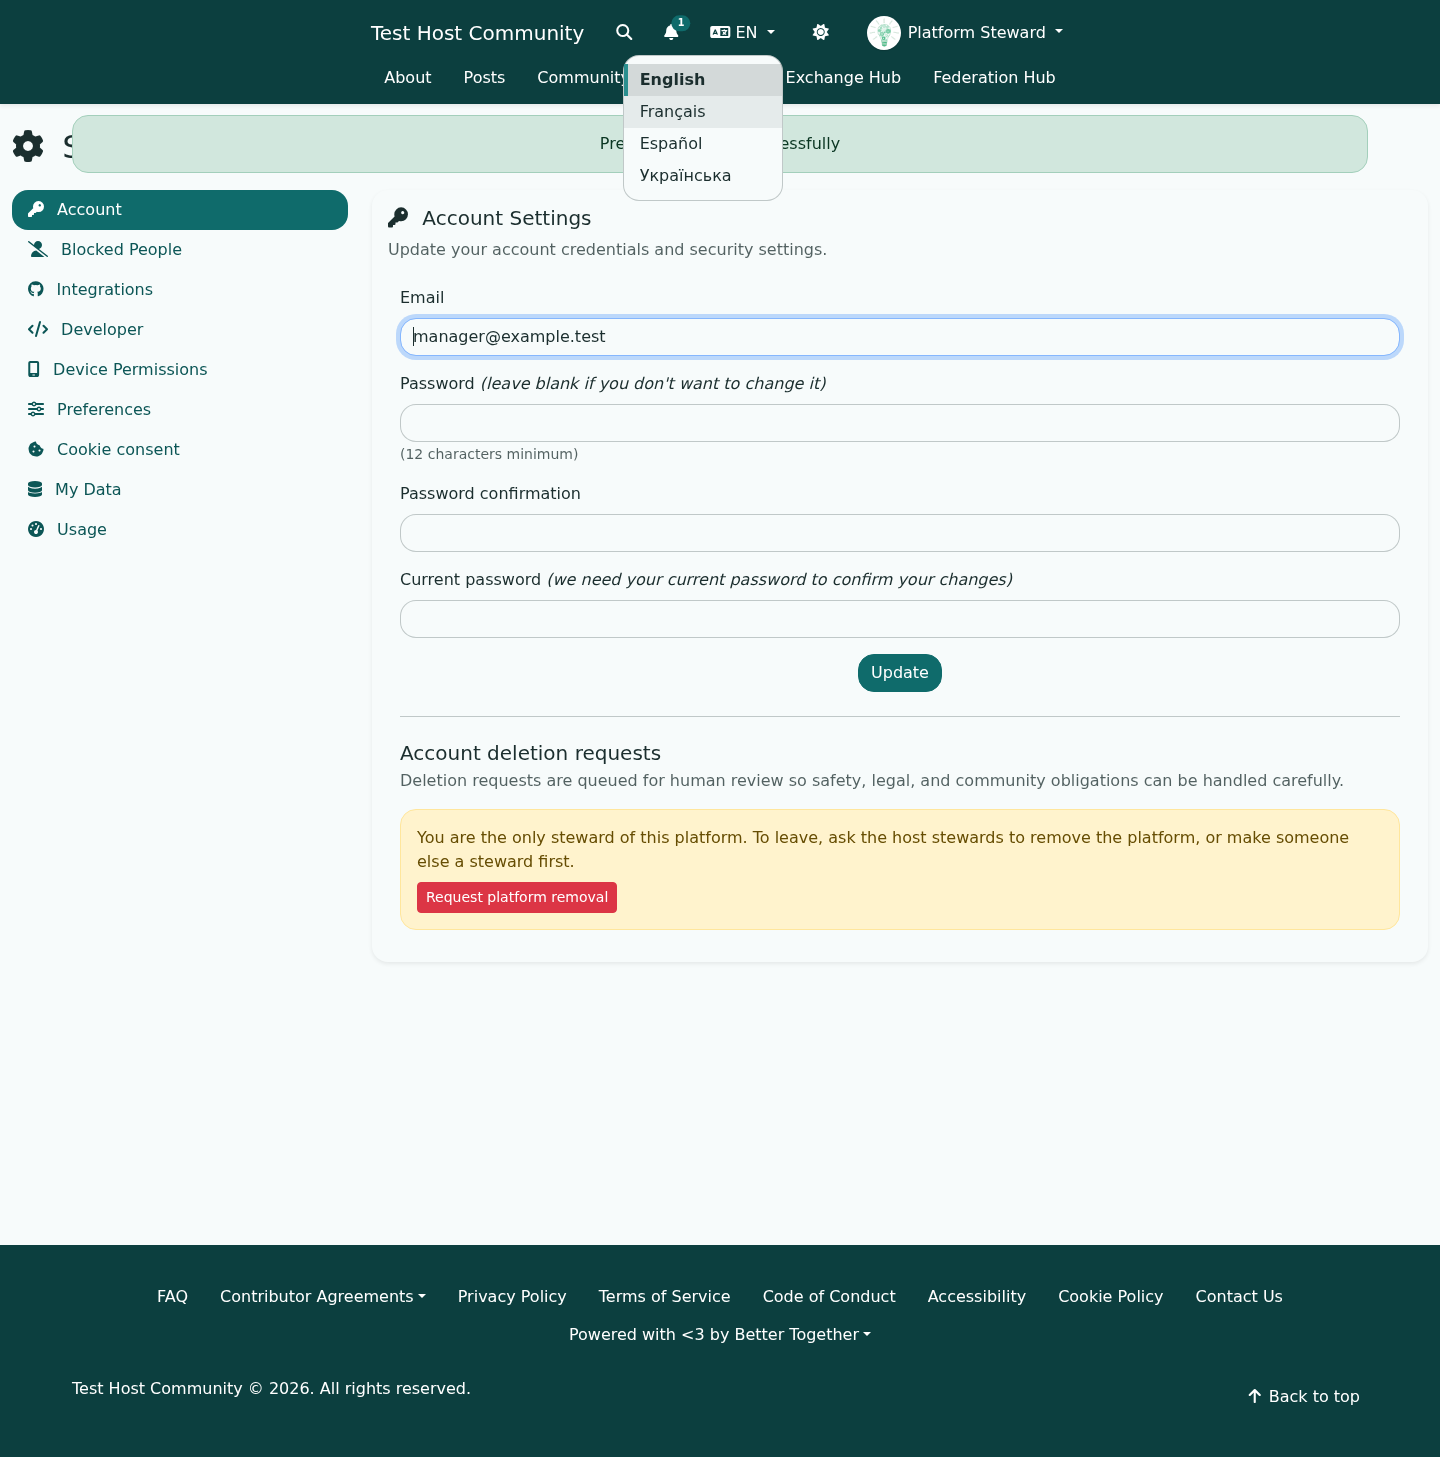 Test Host Community
1
EN
Platform Steward
About
Posts
Community
Exchange Hub
Federation Hub
English
Français
Español
Українська
Account
Blocked People
Integrations
Developer
Device Permissions
Preferences
Cookie consent
My Data
Usage
Account Settings
Update your account credentials and security settings.
Email
manager@example.test
Password (leave blank if you don't want to change it)
(12 characters minimum)
Password confirmation
Current password (we need your current password to confirm your changes)
Update
Account deletion requests
Deletion requests are queued for human review so safety, legal, and community obligations can be handled carefully.
You are the only steward of this platform. To leave, ask the host stewards to remove the platform, or make someone
else a steward first.
Request platform removal
FAQ
Contributor Agreements
Privacy Policy
Terms of Service
Code of Conduct
Accessibility
Cookie Policy
Contact Us
Powered with <3 by Better Together
Test Host Community © 2026. All rights reserved.
Back to top